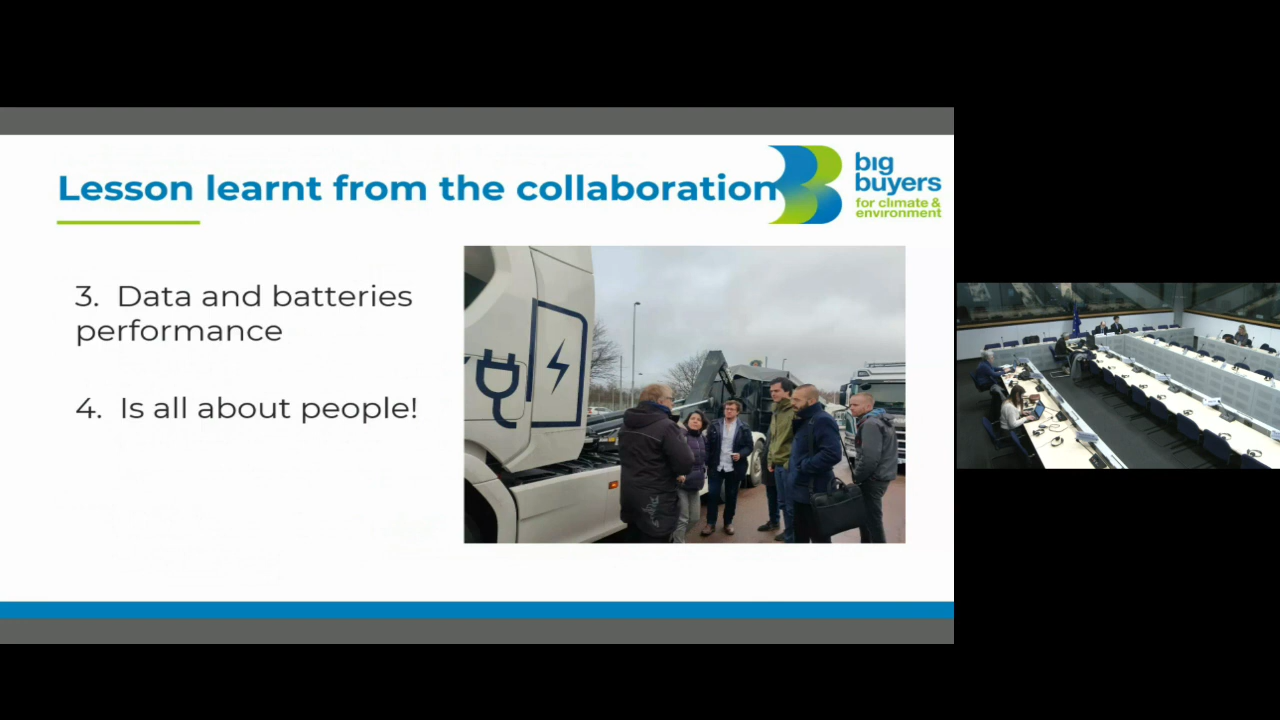 Lesson learnt from the collaboration
big
buyers
for climate &
environment
3. Data and batteries
performance
4. Is all about people!